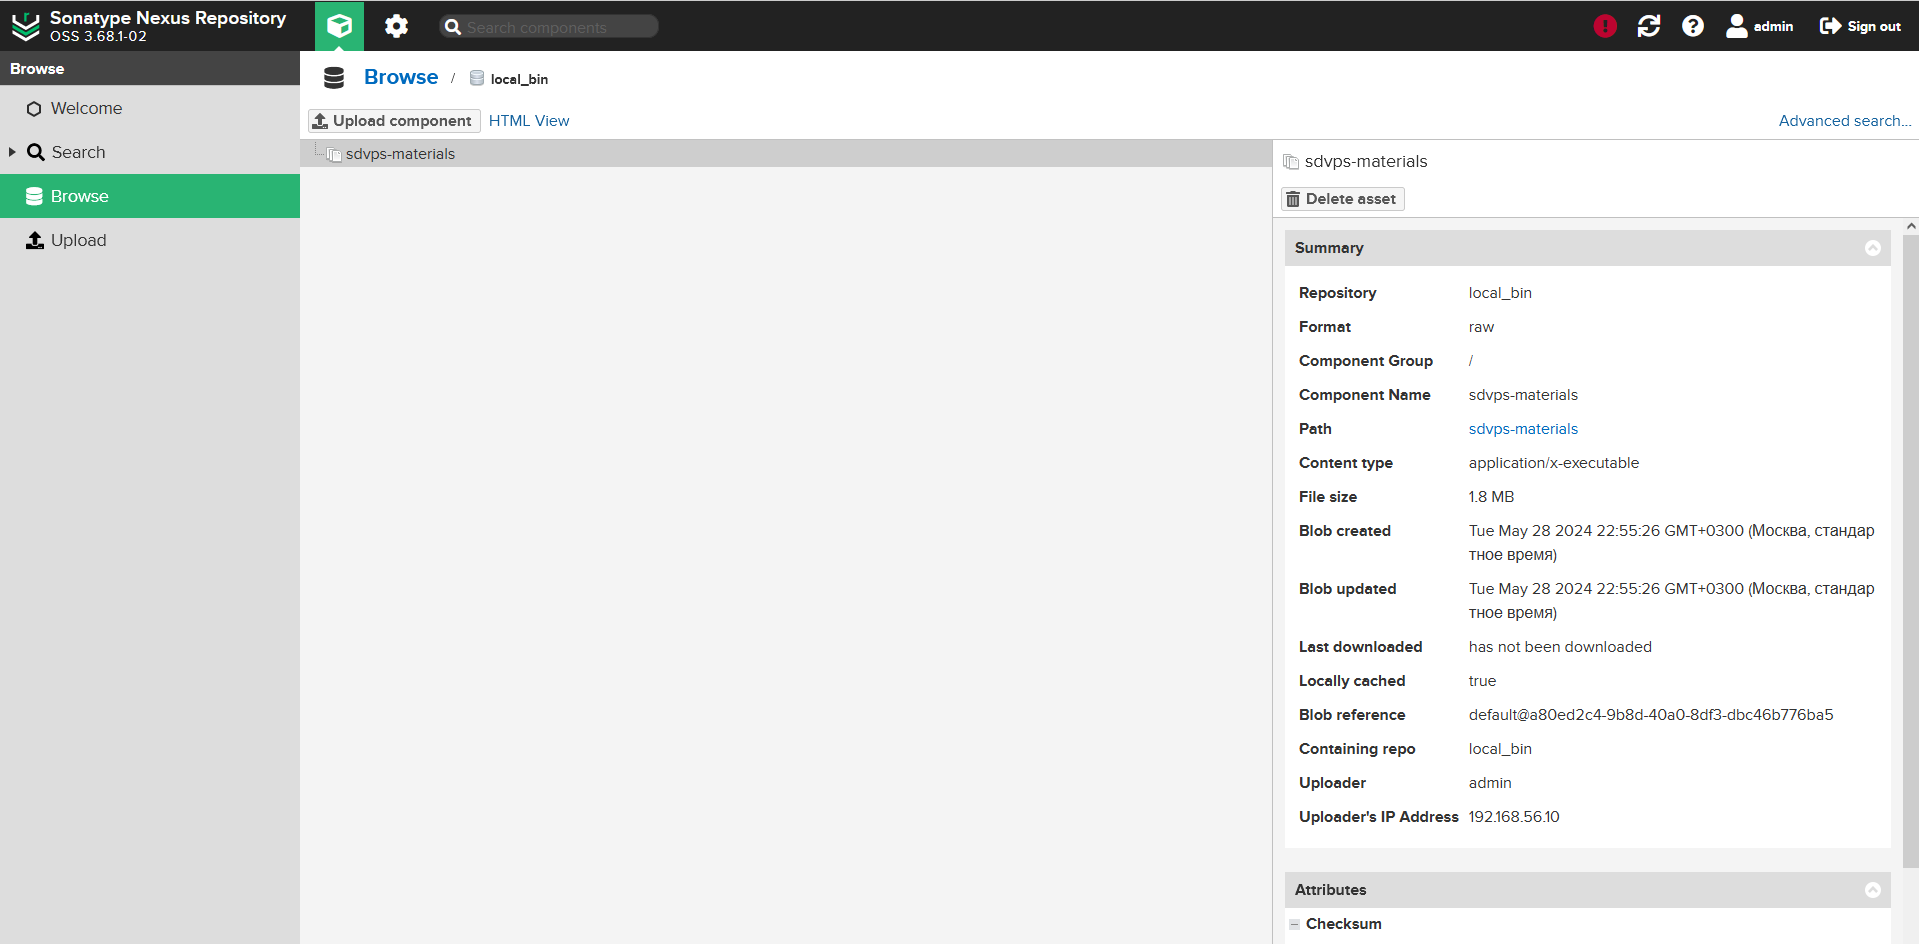 Sonatype Nexus Repository
OSS 3.68.1-02
Search components
admin
Sign out
Browse
Welcome
Search
Browse
Upload
Browse / local_bin
Upload component
HTML View
Advanced search...
sdvps-materials
sdvps-materials
Delete asset
Summary
Repository local_bin
Format raw
Component Group /
Component Name sdvps-materials
Path sdvps-materials
Content type application/x-executable
File size 1.8 MB
Blob created Tue May 28 2024 22:55:26 GMT+0300 (Москва, стандар
тное время)
Blob updated Tue May 28 2024 22:55:26 GMT+0300 (Москва, стандар
тное время)
Last downloaded has not been downloaded
Locally cached true
Blob reference default@a80ed2c4-9b8d-40a0-8df3-dbc46b776ba5
Containing repo local_bin
Uploader admin
Uploader's IP Address 192.168.56.10
Attributes
Checksum